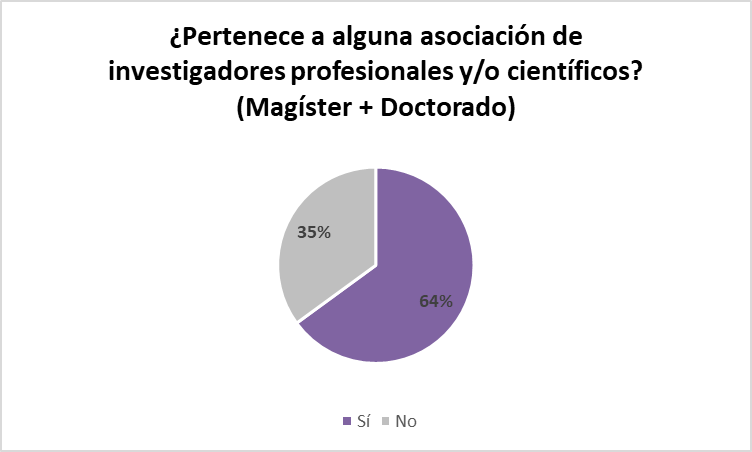 ¿Pertenece a alguna asociación de
investigadores profesionales y/o científicos?
(Magíster + Doctorado)
35%
64%
Sí No